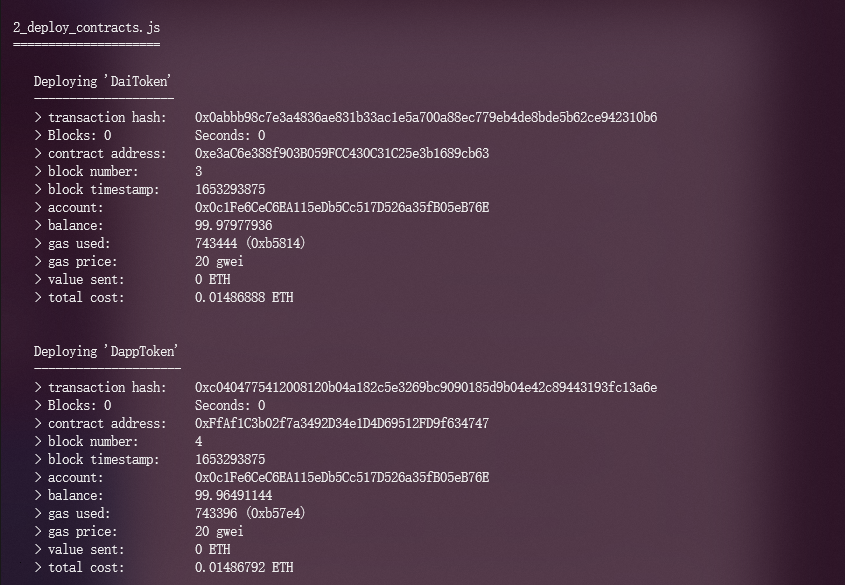 2_deploy_contracts.js
=====================
Deploying 'DaiToken'
--------------------
> transaction hash: 0x0abbb98c7e3a4836ae831b33ac1e5a700a88ec779eb4de8bde5b62ce942310b6
> Blocks: 0 Seconds: 0
> contract address: 0xe3aC6e388f903B059FCC430C31C25e3b1689cb63
> block number: 3
> block timestamp: 1653293875
> account: 0x0c1Fe6CeC6EA115eDb5Cc517D526a35fB05eB76E
> balance: 99.97977936
> gas used: 743444 (0xb5814)
> gas price: 20 gwei
> value sent: 0 ETH
> total cost: 0.01486888 ETH
Deploying 'DappToken'
---------------------
> transaction hash: 0xc0404775412008120b04a182c5e3269bc9090185d9b04e42c89443193fc13a6e
> Blocks: 0 Seconds: 0
> contract address: 0xFfAf1C3b02f7a3492D34e1D4D69512FD9f634747
> block number: 4
> block timestamp: 1653293875
> account: 0x0c1Fe6CeC6EA115eDb5Cc517D526a35fB05eB76E
> balance: 99.96491144
> gas used: 743396 (0xb57e4)
> gas price: 20 gwei
> value sent: 0 ETH
> total cost: 0.01486792 ETH